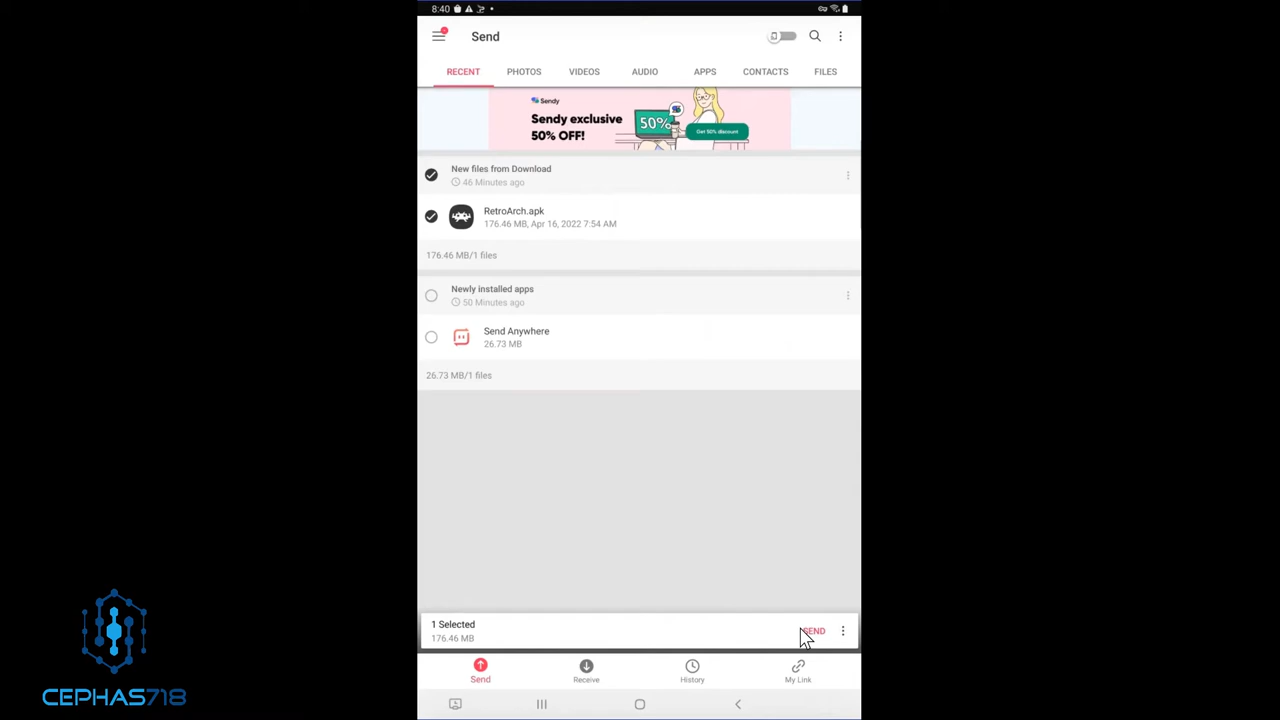 8:40
Send
RECENT PHOTOS VIDEOS AUDIO APPS CONTACTS FILES
Sendy
Sendy exclusive
50% OFF!
50%
Get 50% discount
New files from Download
46 Minutes ago
RetroArch.apk
176.46 MB, Apr 16, 2022 7:54 AM
176.46 MB/1 files
Newly installed apps
50 Minutes ago
Send Anywhere
26.73 MB
26.73 MB/1 files
1 Selected
176.46 MB
SEND
Send Receive History My Link
CEPHAS718